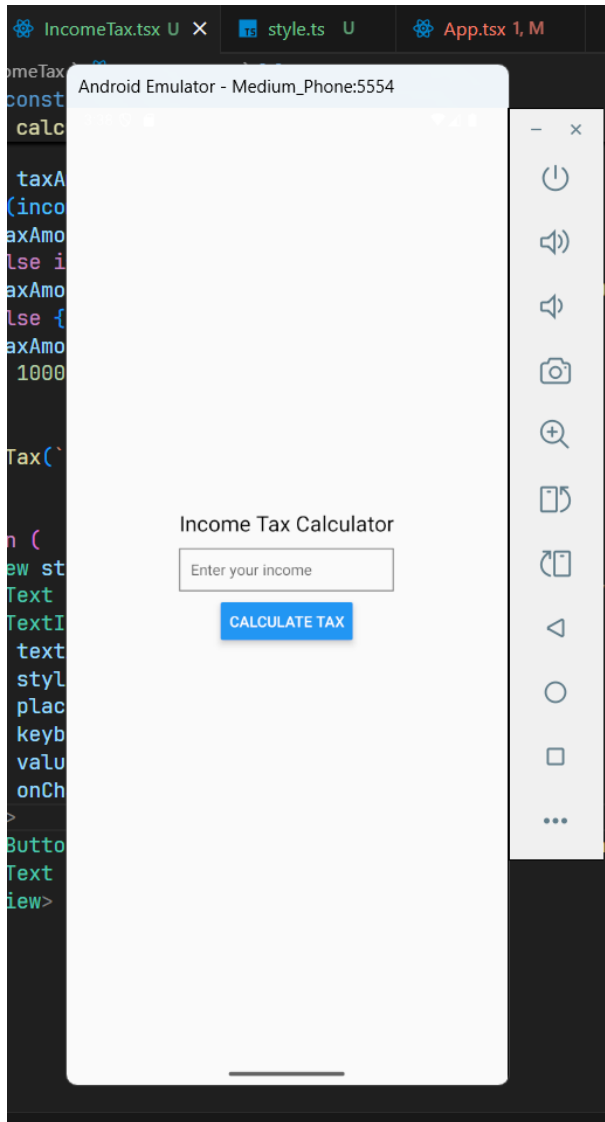 IncomeTax.tsx U
style.ts U
App.tsx 1, M
omeTax
Android Emulator - Medium_Phone:5554
const
calc
taxA
(inco
axAmo
lse i
axAmo
lse {
axAmo
1000
Tax(`
n (
ew st
Text
TextI
text
styl
plac
keyb
valu
onCh
>
Butto
Text
iew>
Income Tax Calculator
Enter your income
CALCULATE TAX